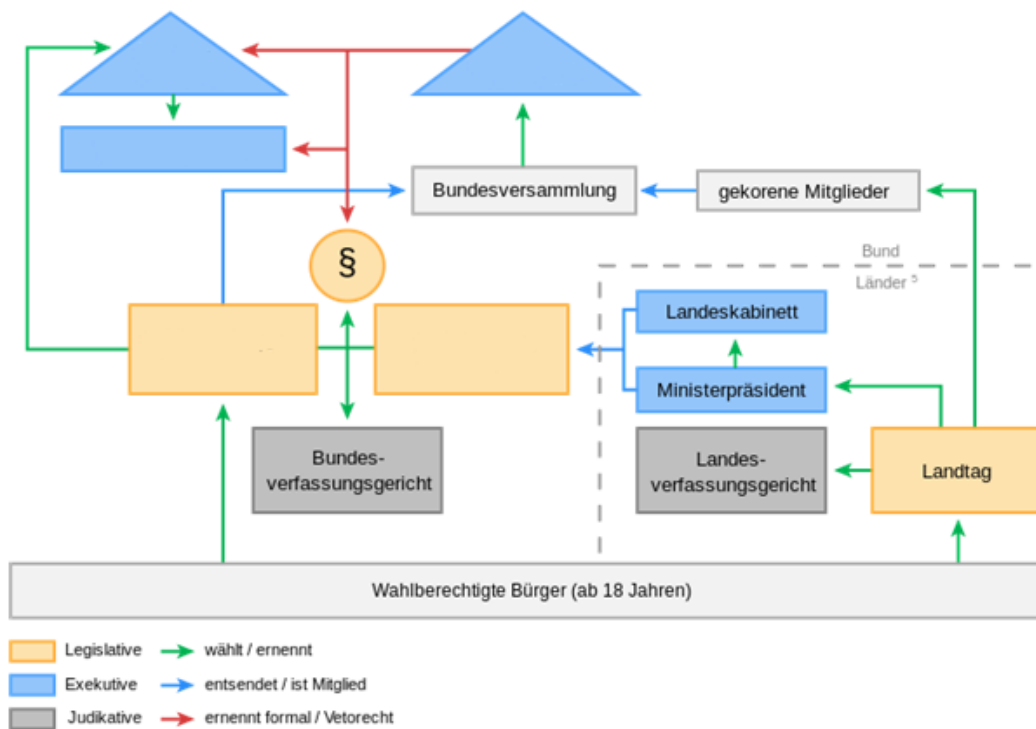 Bundesversammlung
gekorene Mitglieder
§
Bund
Länder 5
Landeskabinett
Ministerpräsident
Bundes-
verfassungsgericht
Landes-
verfassungsgericht
Landtag
Wahlberechtigte Bürger (ab 18 Jahren)
Legislative
wählt / ernennt
Exekutive
entsendet / ist Mitglied
Judikative
ernennt formal / Vetorecht